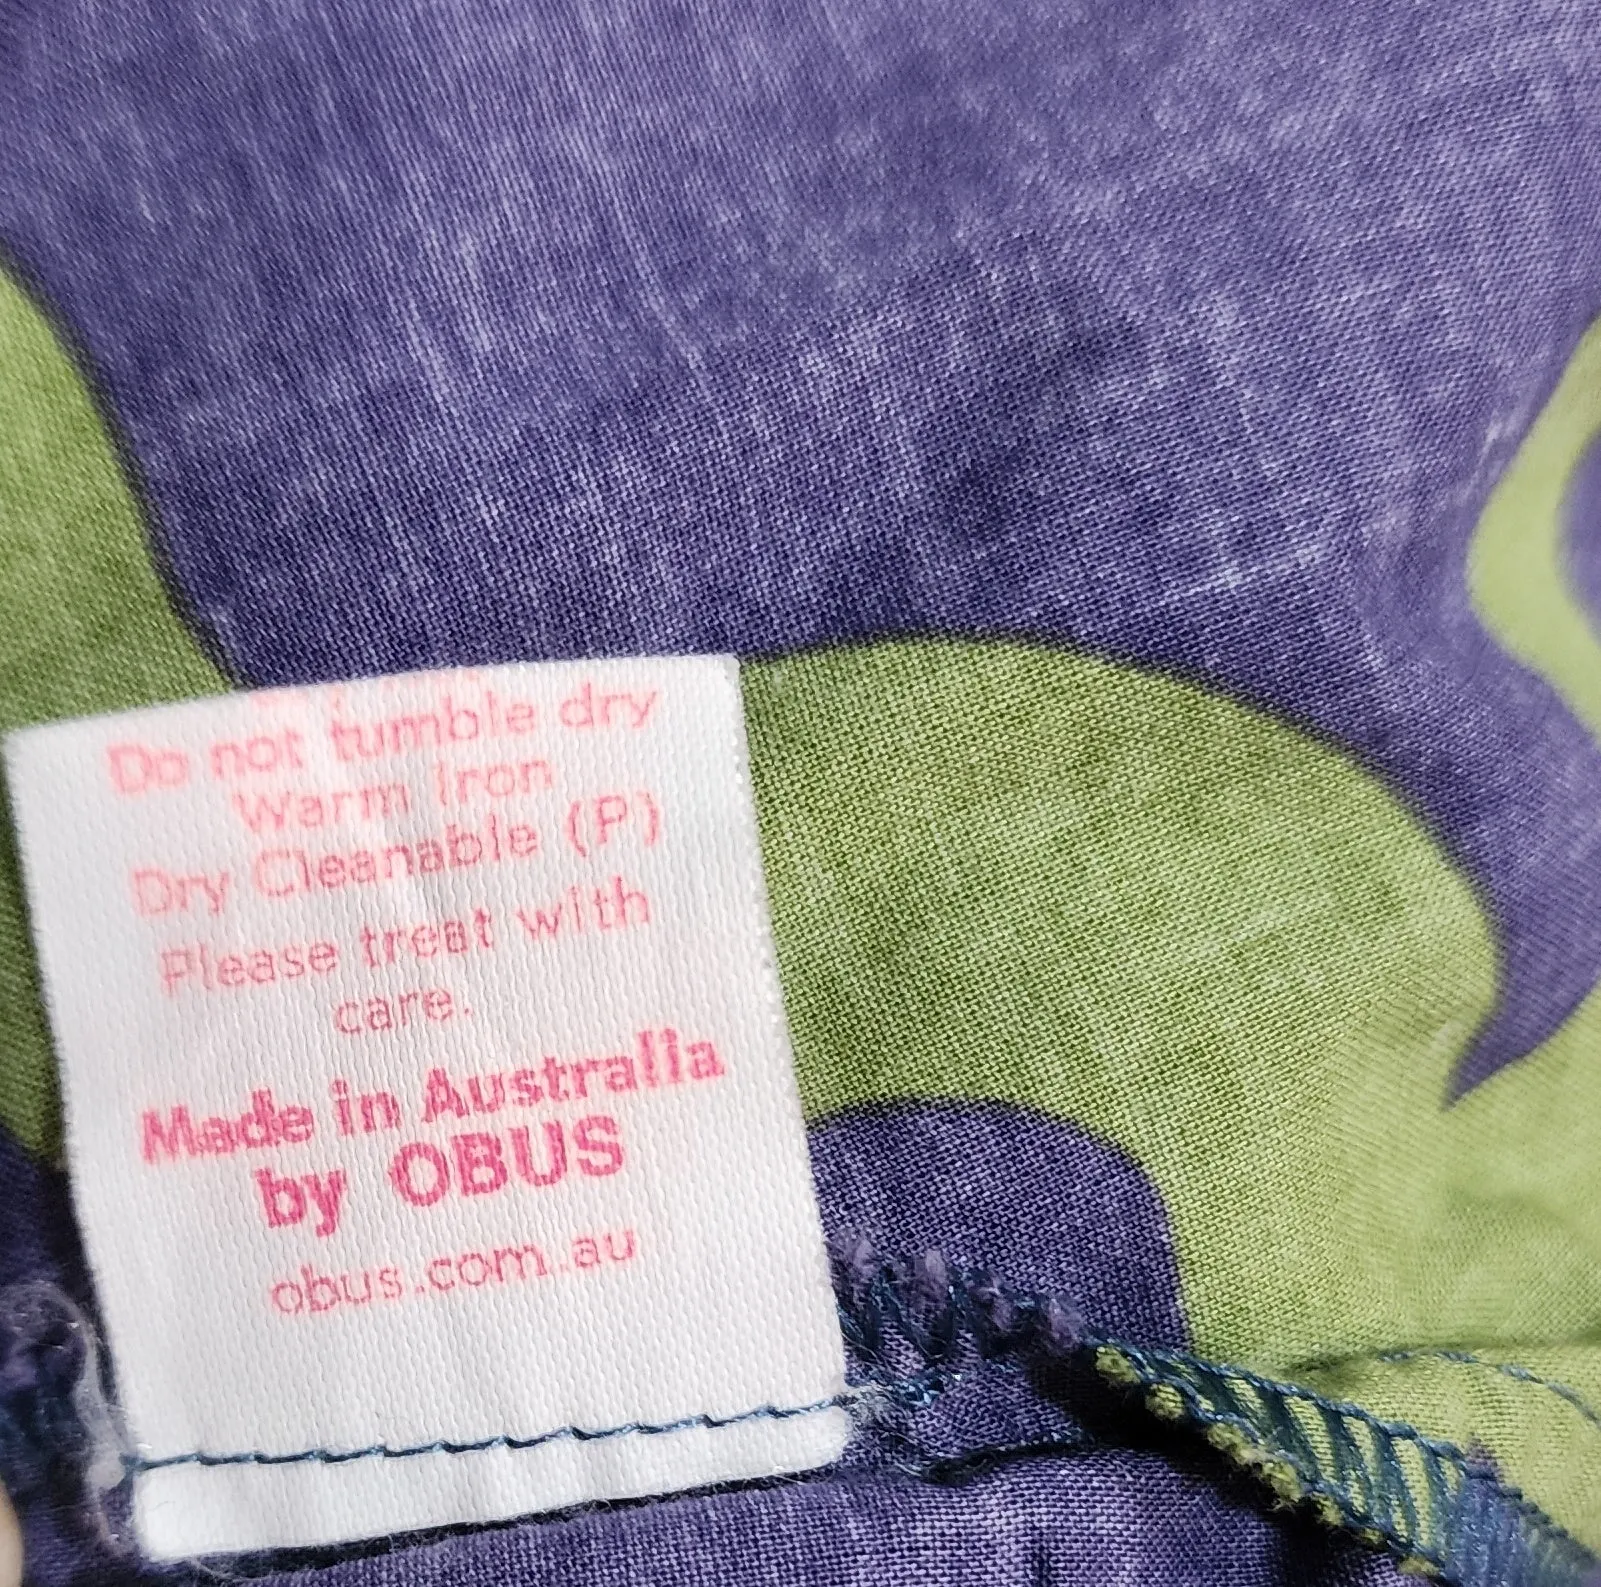 Do not tumble dry
Warm Iron
Dry Cleanable (P)
Please treat with
care.
Made in Australia
by OBUS
obus.com.au